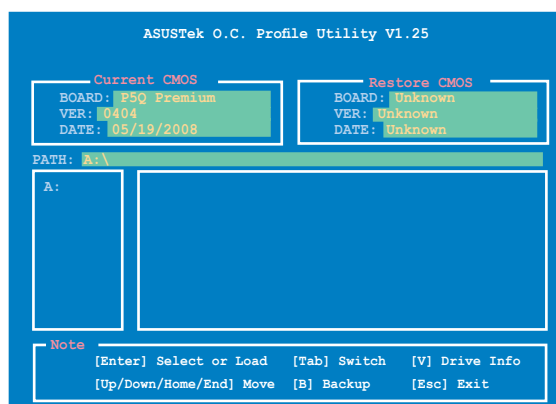 ASUSTek O.C. Profile Utility V1.25
Current CMOS
BOARD: P5Q Premium
VER: 0404
DATE: 05/19/2008
Restore CMOS
BOARD: Unknown
VER: Unknown
DATE: Unknown
PATH: A:\
A:
Note
[Enter] Select or Load [Tab] Switch [V] Drive Info
[Up/Down/Home/End] Move [B] Backup [Esc] Exit